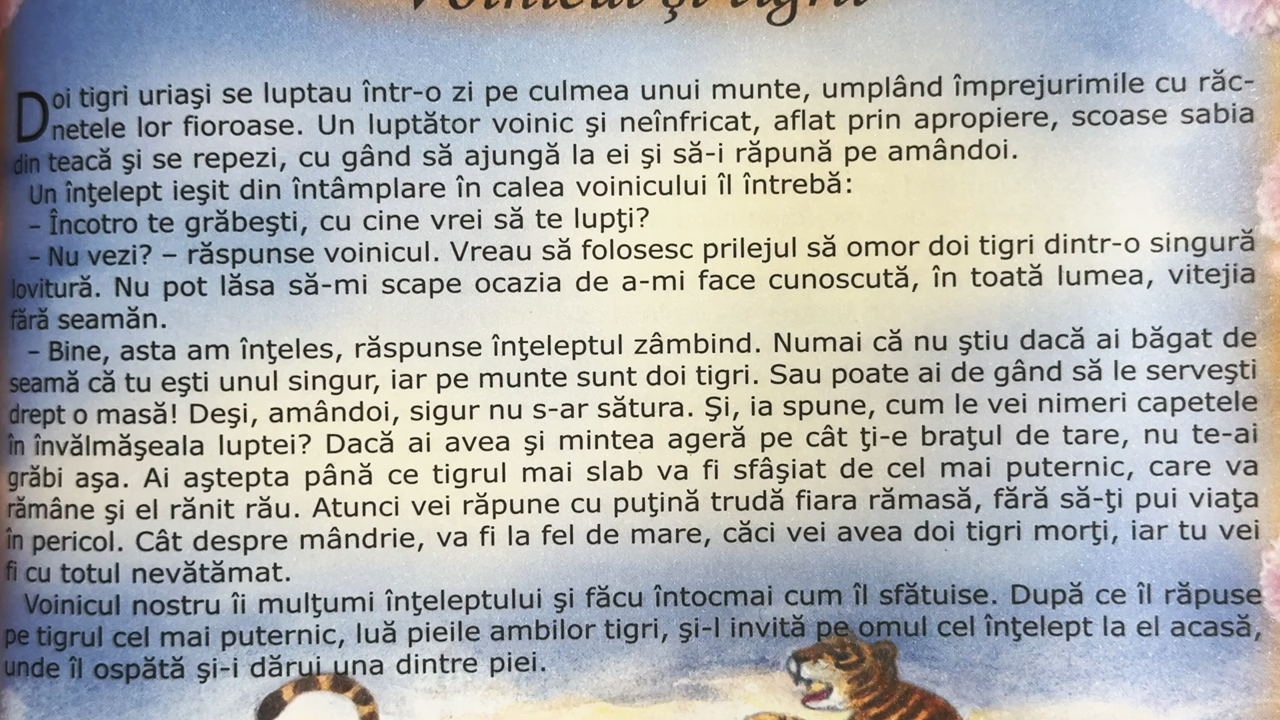 Voinicul şi tigrii
Doi tigri uriaşi se luptau într-o zi pe culmea unui munte, umplând împrejurimile cu răc-
netele lor fioroase. Un luptător voinic şi neînfricat, aflat prin apropiere, scoase sabia
din teacă şi se repezi, cu gând să ajungă la ei şi să-i răpună pe amândoi.
Un înţelept ieşit din întâmplare în calea voinicului îl întrebă:
– Încotro te grăbeşti, cu cine vrei să te lupţi?
– Nu vezi? – răspunse voinicul. Vreau să folosesc prilejul să omor doi tigri dintr-o singură
lovitură. Nu pot lăsa să-mi scape ocazia de a-mi face cunoscută, în toată lumea, vitejia
fără seamăn.
– Bine, asta am înţeles, răspunse înţeleptul zâmbind. Numai că nu ştiu dacă ai băgat de
seamă că tu eşti unul singur, iar pe munte sunt doi tigri. Sau poate ai de gând să le serveşti
drept o masă! Deşi, amândoi, sigur nu s-ar sătura. Şi, ia spune, cum le vei nimeri capetele
în învălmăşeala luptei? Dacă ai avea şi mintea ageră pe cât ţi-e braţul de tare, nu te-ai
grăbi aşa. Ai aştepta până ce tigrul mai slab va fi sfâşiat de cel mai puternic, care va
rămâne şi el rănit rău. Atunci vei răpune cu puţină trudă fiara rămasă, fără să-ţi pui viaţa
în pericol. Cât despre mândrie, va fi la fel de mare, căci vei avea doi tigri morţi, iar tu vei
fi cu totul nevătămat.
Voinicul nostru îi mulţumi înţeleptului şi făcu întocmai cum îl sfătuise. După ce îl răpuse
pe tigrul cel mai puternic, luă pieile ambilor tigri, şi-l invită pe omul cel înţelept la el acasă,
unde îl ospătă şi-i dărui una dintre piei.